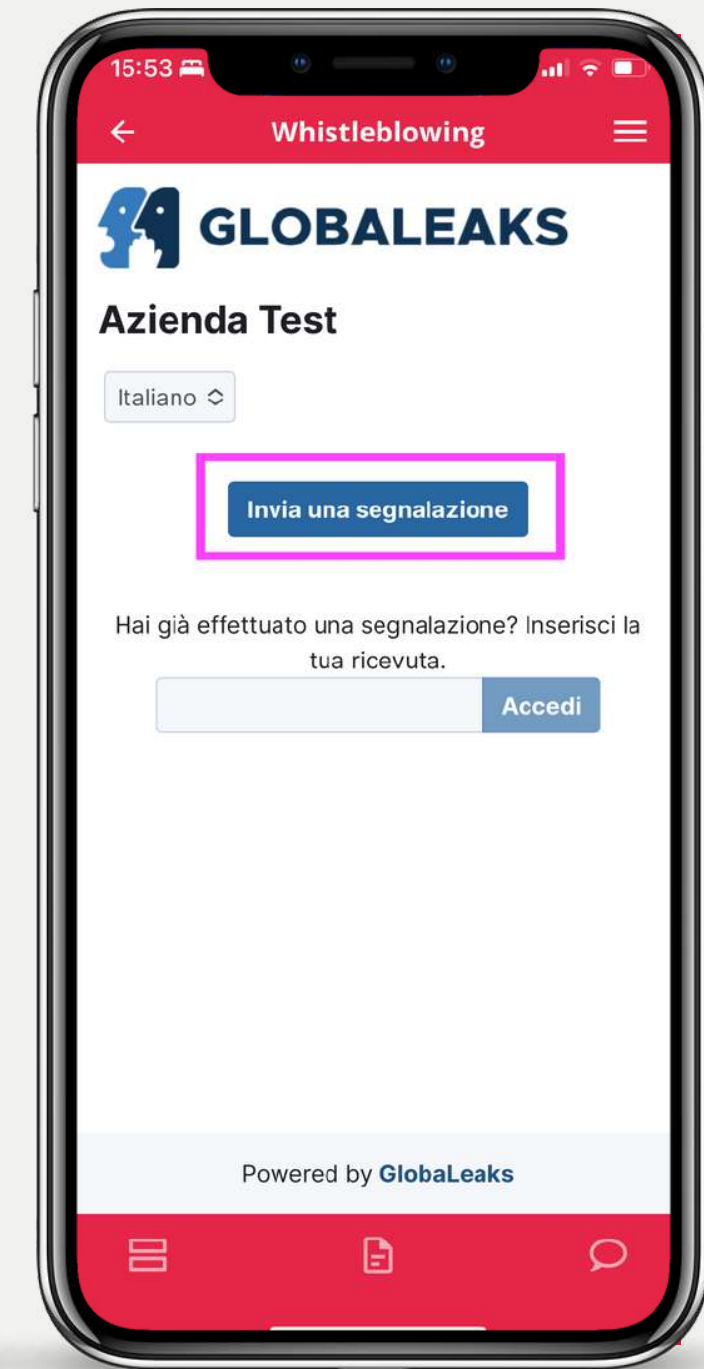 15:53
Whistleblowing
GLOBALEAKS
Azienda Test
Italiano
Invia una segnalazione
Hai già effettuato una segnalazione? Inserisci la
tua ricevuta.
Accedi
Powered by GlobaLeaks